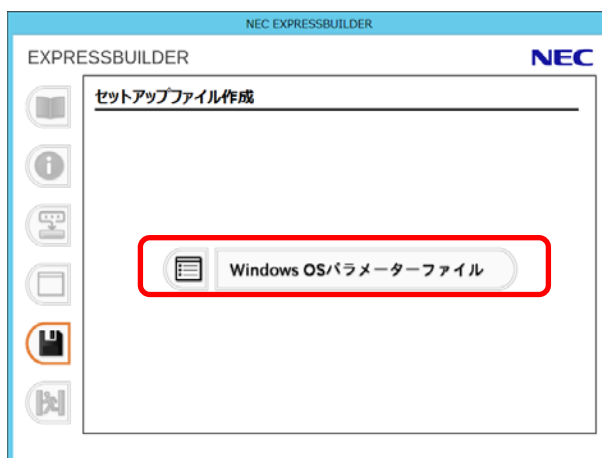 NEC EXPRESSBUILDER
EXPRESSBUILDER
NEC
セットアップファイル作成
Windows OSパラメーターファイル